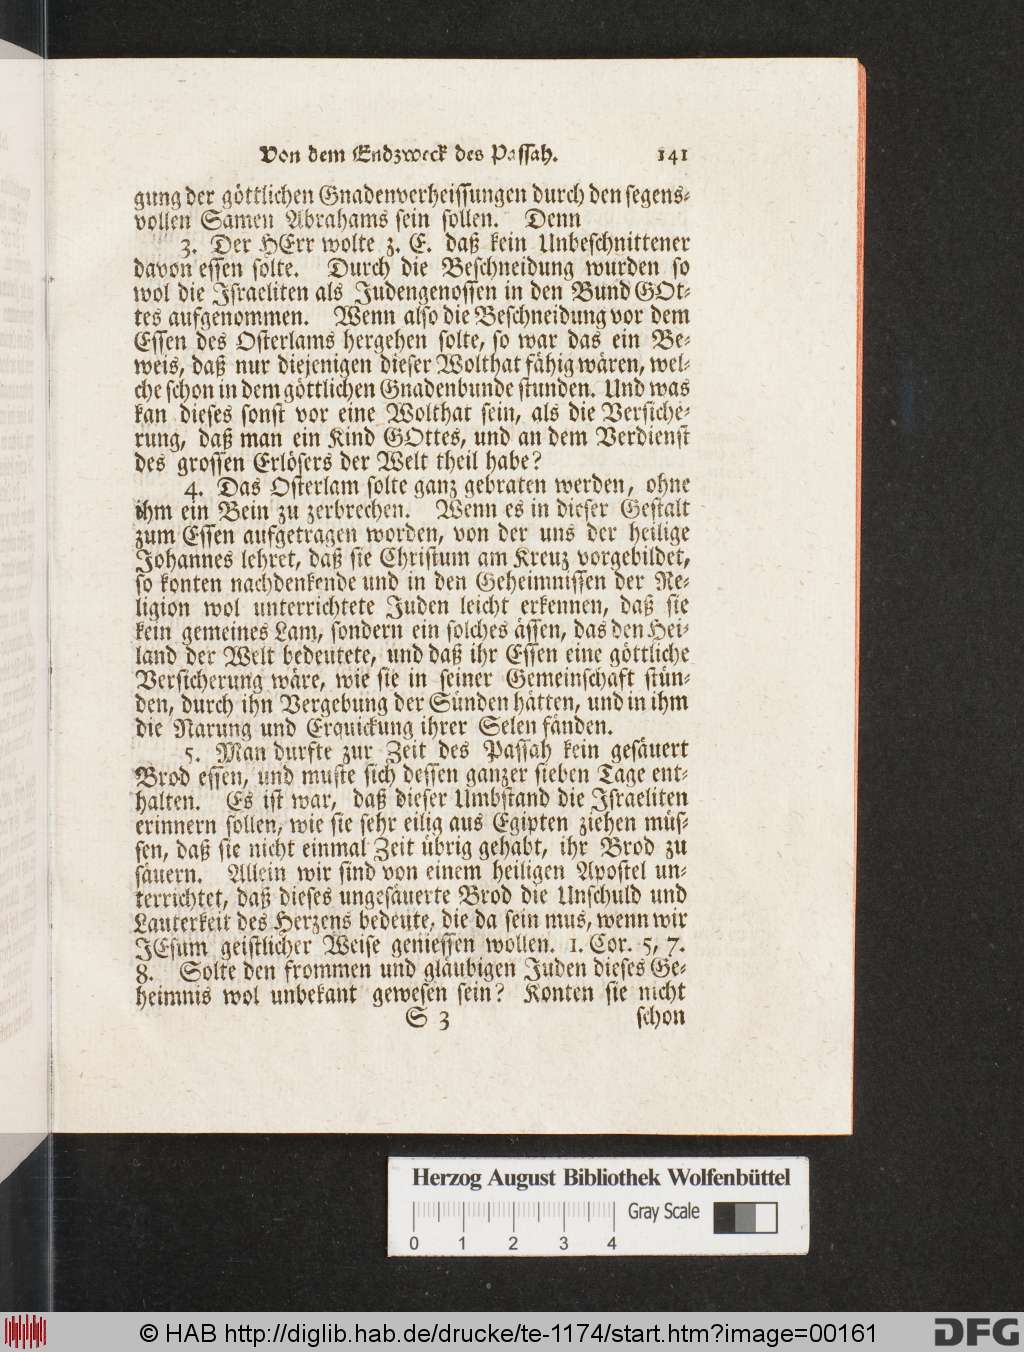 Von dem Endzweck des Passah. 141
gung der göttlichen Gnadenverheissungen durch den segens-
vollen Samen Abrahams sein sollen. Denn
3. Der HErr wolte z. E. daß kein Unbeschnittener
davon essen solte. Durch die Beschneidung wurden so
wol die Israeliten als Judengenossen in den Bund GOt-
tes aufgenommen. Wenn also die Beschneidung vor dem
Essen des Osterlams hergehen solte, so war das ein Be-
weis, daß nur diejenigen dieser Wolthat fähig wären, wel-
che schon in dem göttlichen Gnadenbunde stunden. Und was
kan dieses sonst vor eine Wolthat sein, als die Versiche-
rung, daß man ein Kind GOttes, und an dem Verdienst
des grossen Erlösers der Welt theil habe?
4. Das Osterlam solte ganz gebraten werden, ohne
ihm ein Bein zu zerbrechen. Wenn es in dieser Gestalt
zum Essen aufgetragen worden, von der uns der heilige
Johannes lehret, daß sie Christum am Kreuz vorgebildet,
so konten nachdenkende und in den Geheimnissen der Re-
ligion wol unterrichtete Juden leicht erkennen, daß sie
kein gemeines Lam, sondern ein solches ässen, das den Hei-
land der Welt bedeutete, und daß ihr Essen eine göttliche
Versicherung wäre, wie sie in seiner Gemeinschaft stün-
den, durch ihn Vergebung der Sünden hätten, und in ihm
die Narung und Erquickung ihrer Selen fänden.
5. Man durfte zur Zeit des Passah kein gesäuert
Brod essen, und muste sich dessen ganzer sieben Tage ent-
halten. Es ist war, daß dieser Umbstand die Israeliten
erinnern sollen, wie sie sehr eilig aus Egipten ziehen müs-
sen, daß sie nicht einmal Zeit übrig gehabt, ihr Brod zu
säuern. Allein wir sind von einem heiligen Apostel un-
terrichtet, daß dieses ungesäuerte Brod die Unschuld und
Lauterkeit des Herzens bedeute, die da sein mus, wenn wir
JEsum geistlicher Weise geniessen wollen. 1. Cor. 5, 7.
8. Solte den frommen und gläubigen Juden dieses Ge-
heimnis wol unbekant gewesen sein? Konten sie nicht
S 3 schon
Herzog August Bibliothek Wolfenbüttel
Gray Scale
0 1 2 3 4
© HAB http://diglib.hab.de/drucke/te-1174/start.htm?image=00161
DFG